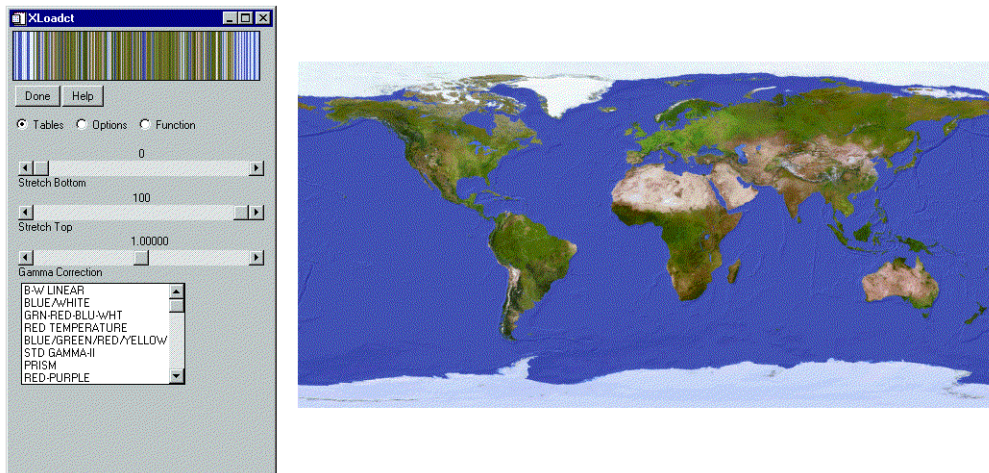 XLoadct
Done Help
Tables Options Function
0
Stretch Bottom
100
Stretch Top
1.00000
Gamma Correction
B-W LINEAR
BLUE/WHITE
GRN-RED-BLU-WHT
RED TEMPERATURE
BLUE/GREEN/RED/YELLOW
STD GAMMA-II
PRISM
RED-PURPLE